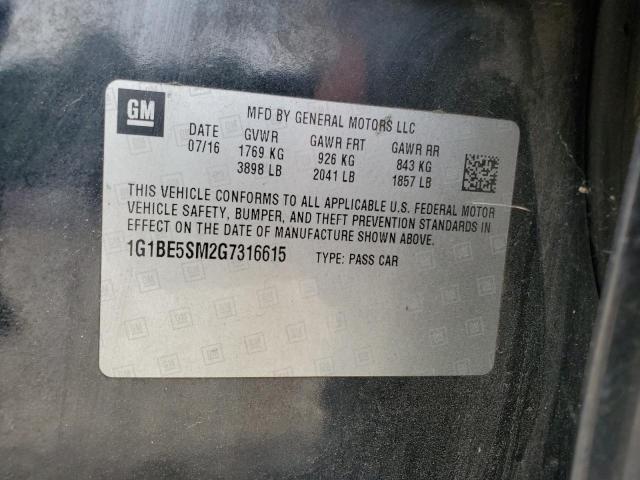 GM
MFD BY GENERAL MOTORS LLC
DATE GVWR GAWR FRT GAWR RR
07/16 1769 KG 926 KG 843 KG
3898 LB 2041 LB 1857 LB
THIS VEHICLE CONFORMS TO ALL APPLICABLE U.S. FEDERAL MOTOR
VEHICLE SAFETY, BUMPER, AND THEFT PREVENTION STANDARDS IN
EFFECT ON THE DATE OF MANUFACTURE SHOWN ABOVE.
1G1BE5SM2G7316615 TYPE: PASS CAR